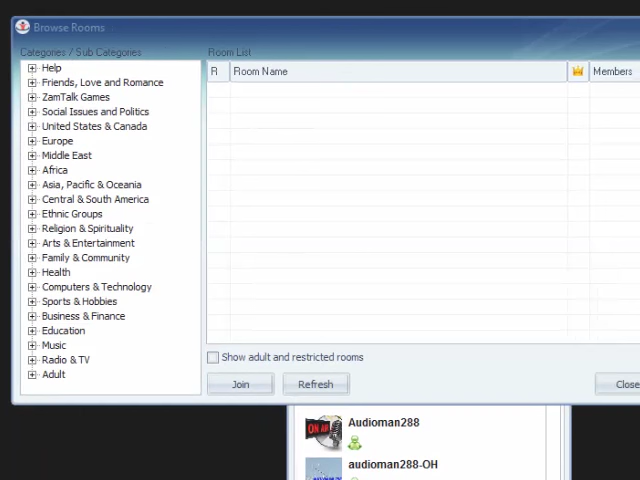 Browse Rooms
Categories / Sub Categories
Room List
R
Room Name
Members
Help
Friends, Love and Romance
ZamTalk Games
Social Issues and Politics
United States & Canada
Europe
Middle East
Africa
Asia, Pacific & Oceania
Central & South America
Ethnic Groups
Religion & Spirituality
Arts & Entertainment
Family & Community
Health
Computers & Technology
Sports & Hobbies
Business & Finance
Education
Music
Radio & TV
Adult
Show adult and restricted rooms
Join
Refresh
Close
ON AIR
Audioman288
audioman288-OH